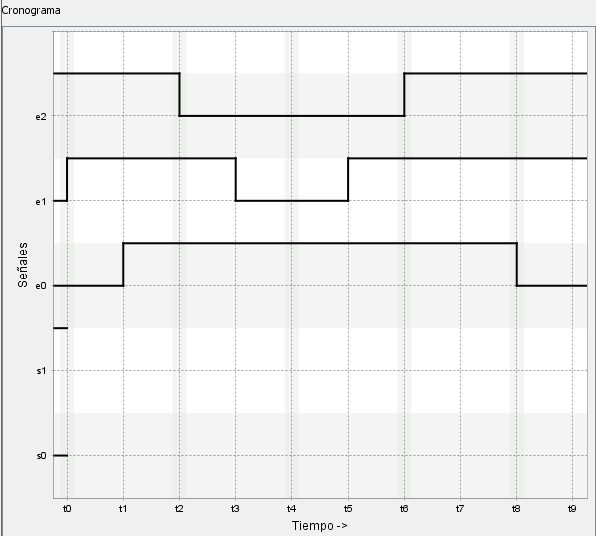 Cronograma
e2
e1
Señales
e0
s1
s0
t0 t1 t2 t3 t4 t5 t6 t7 t8 t9
Tiempo ->